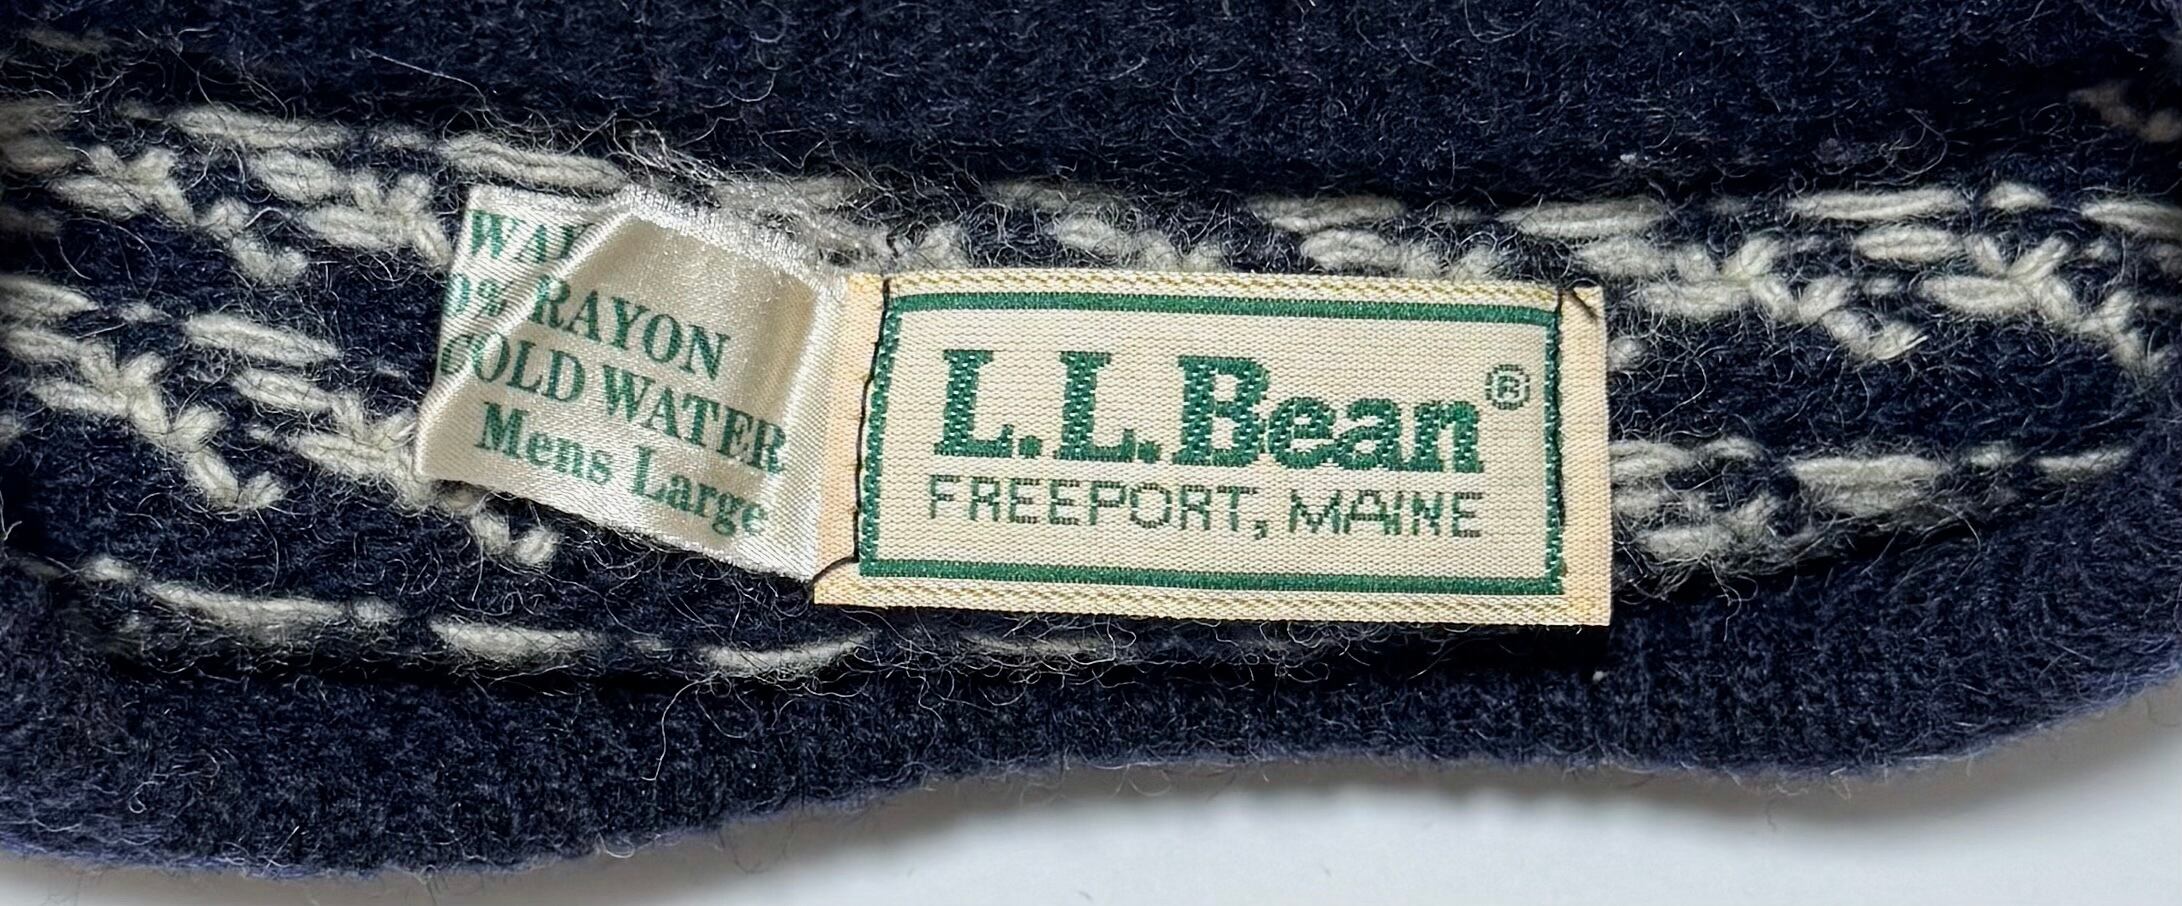 RAYON
COLD WATER
Mens Large
L.L.Bean®
FREEPORT, MAINE